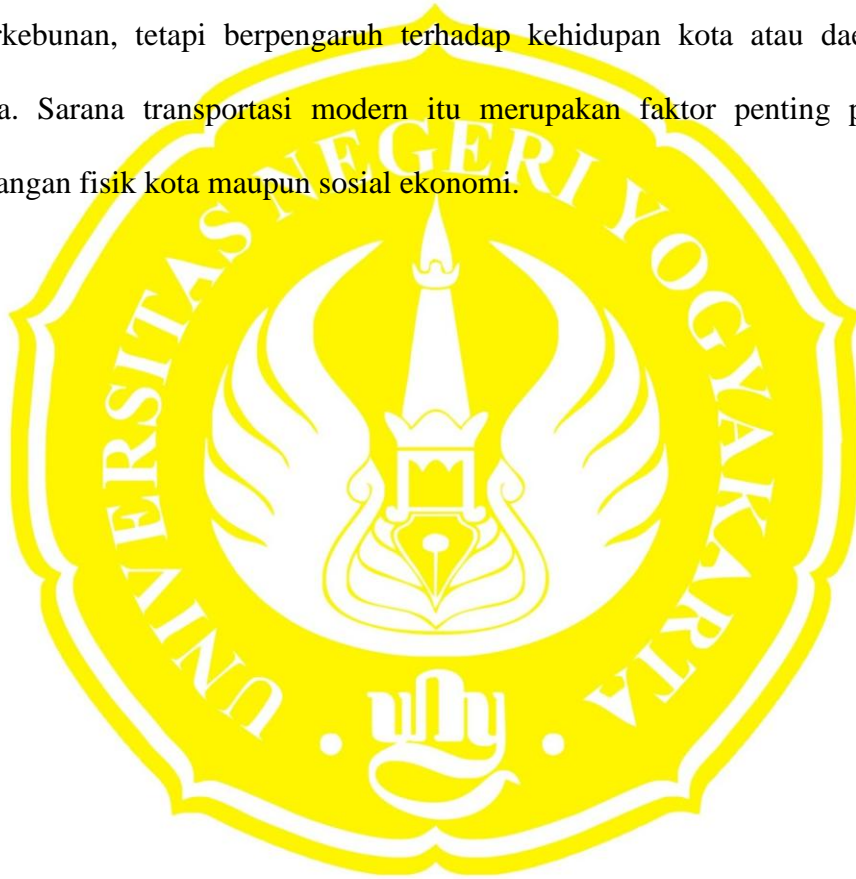 rkebunan, tetapi berpengaruh terhadap kehidupan kota atau dae
a. Sarana transportasi modern itu merupakan faktor penting p
angan fisik kota maupun sosial ekonomi.
UNIVERSITAS NEGERI YOGYAKARTA
uny